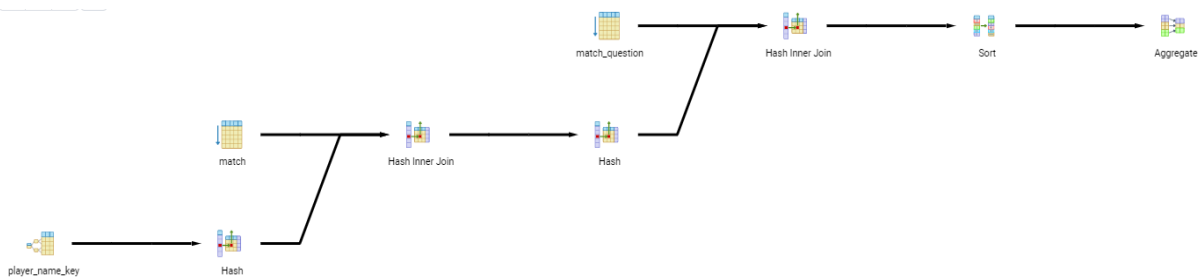 match_question
Hash Inner Join
Sort
Aggregate
match
Hash Inner Join
Hash
player_name_key
Hash